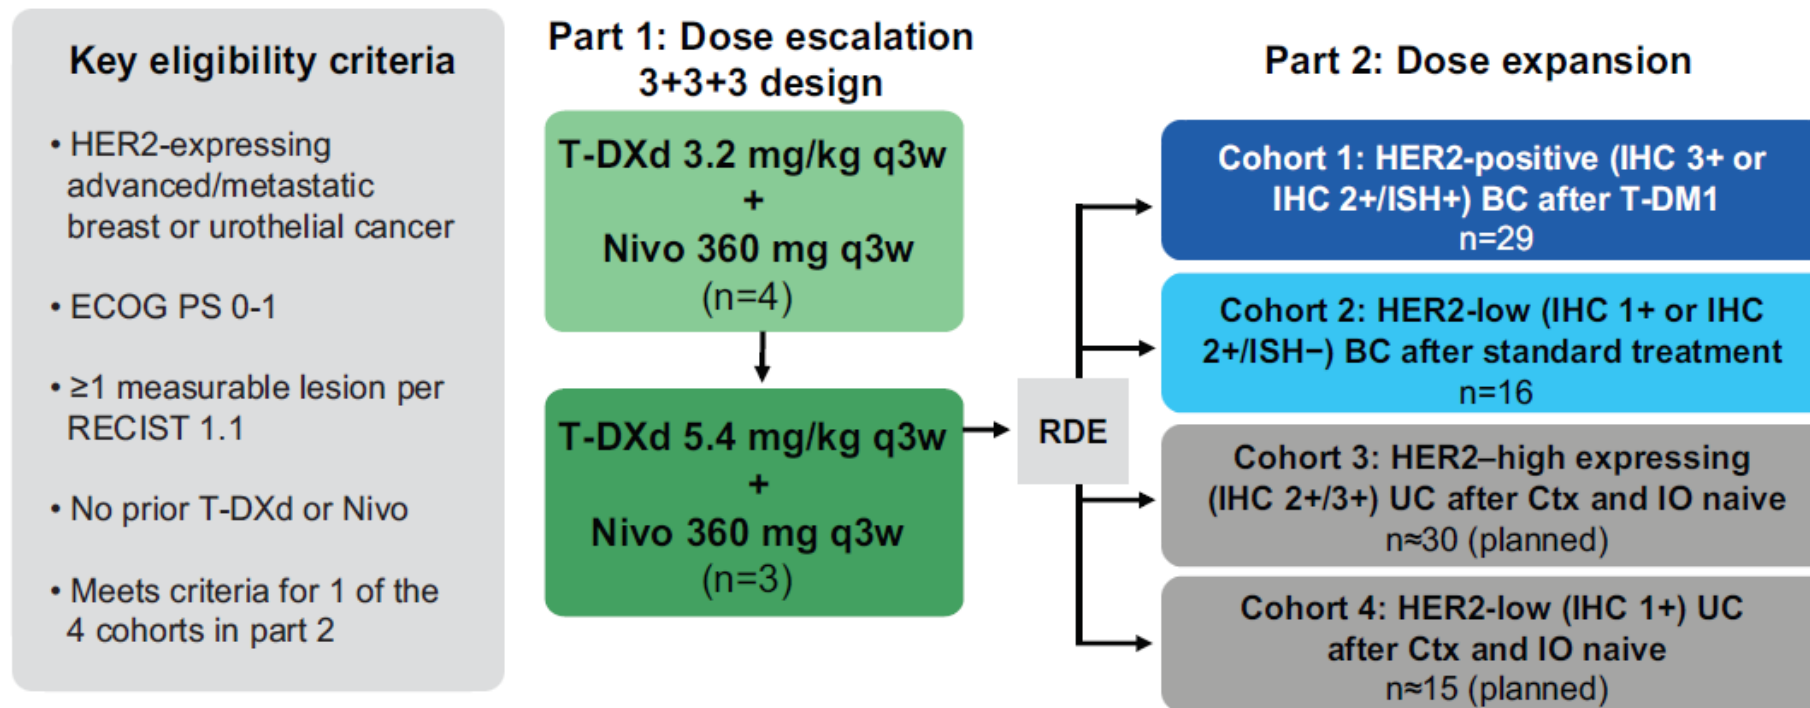 Key eligibility criteria
• HER2-expressing
advanced/metastatic
breast or urothelial cancer
• ECOG PS 0-1
• ≥1 measurable lesion per
RECIST 1.1
• No prior T-DXd or Nivo
• Meets criteria for 1 of the
4 cohorts in part 2
Part 1: Dose escalation
3+3+3 design
T-DXd 3.2 mg/kg q3w
+
Nivo 360 mg q3w
(n=4)
T-DXd 5.4 mg/kg q3w
+
Nivo 360 mg q3w
(n=3)
RDE
Part 2: Dose expansion
Cohort 1: HER2-positive (IHC 3+ or
IHC 2+/ISH+) BC after T-DM1
n=29
Cohort 2: HER2-low (IHC 1+ or IHC
2+/ISH−) BC after standard treatment
n=16
Cohort 3: HER2–high expressing
(IHC 2+/3+) UC after Ctx and IO naive
n≈30 (planned)
Cohort 4: HER2-low (IHC 1+) UC
after Ctx and IO naive
n≈15 (planned)